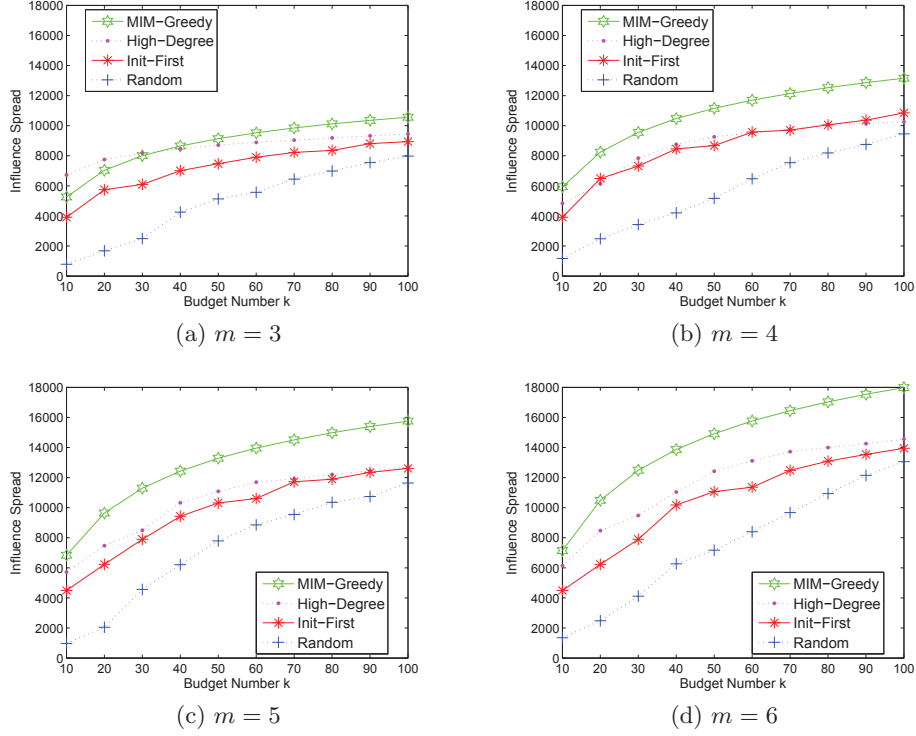 18000
16000
14000
12000
10000
8000
6000
4000
2000
0
Influence Spread
MIM-Greedy
High-Degree
Init-First
Random
10 20 30 40 50 60 70 80 90 100
Budget Number k
(a) m = 3
18000
16000
14000
12000
10000
8000
6000
4000
2000
0
Influence Spread
MIM-Greedy
High-Degree
Init-First
Random
10 20 30 40 50 60 70 80 90 100
Budget Number k
(b) m = 4
18000
16000
14000
12000
10000
8000
6000
4000
2000
0
Influence Spread
MIM-Greedy
High-Degree
Init-First
Random
10 20 30 40 50 60 70 80 90 100
Budget Number k
(c) m = 5
18000
16000
14000
12000
10000
8000
6000
4000
2000
0
Influence Spread
MIM-Greedy
High-Degree
Init-First
Random
10 20 30 40 50 60 70 80 90 100
Budget Number k
(d) m = 6